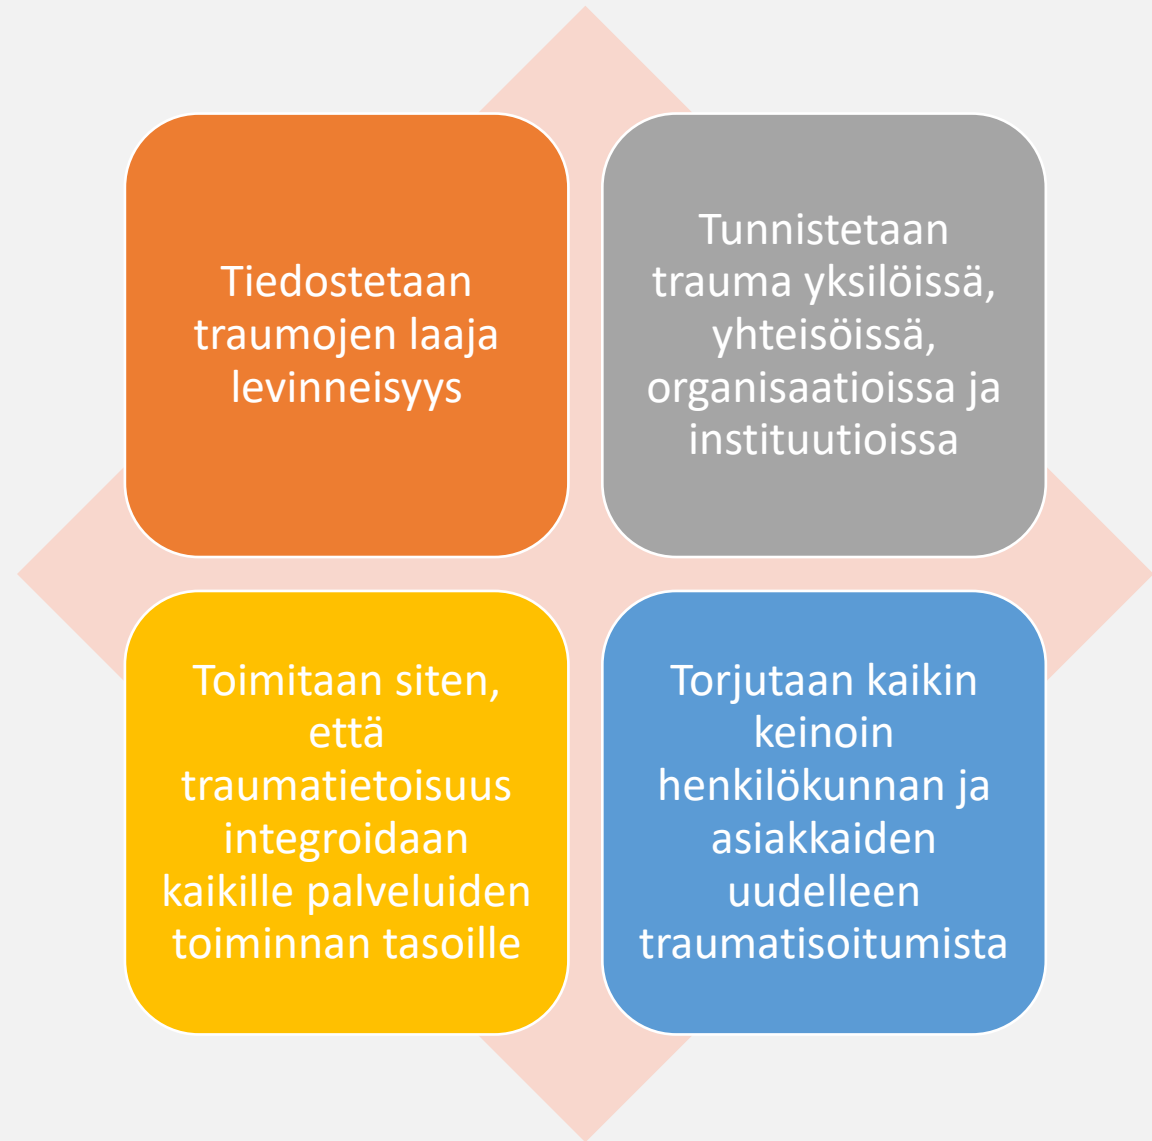 Tiedostetaan
traumojen laaja
levinneisyys
Tunnistetaan
trauma yksilöissä,
yhteisöissä,
organisaatioissa ja
instituutioissa
Toimitaan siten,
että
traumatietoisuus
integroidaan
kaikille palveluiden
toiminnan tasoille
Torjutaan kaikin
keinoin
henkilökunnan ja
asiakkaiden
uudelleen
traumatisoitumista